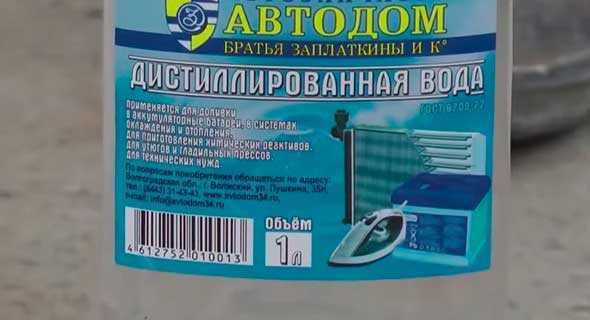 АВТОДОМ
БРАТЬЯ ЗАПЛАТКИНЫ И К°
ДИСТИЛЛИРОВАННАЯ ВОДА
ГОСТ 6709-72
применяется для доливки
в аккумуляторные батареи, в системах
охлаждения и отопления,
для приготовления химических реактивов,
для утюгов и гладильных прессов,
для технических нужд.
По вопросам приобретения обращаться по адресу:
Волгоградская обл., г. Волжский, ул. Пушкина, 35Н,
тел.: (8443) 31-43-43, www.avtodom34.ru,
e-mail: info@avtodom34.ru
Объём
1 л
4 612752 010013